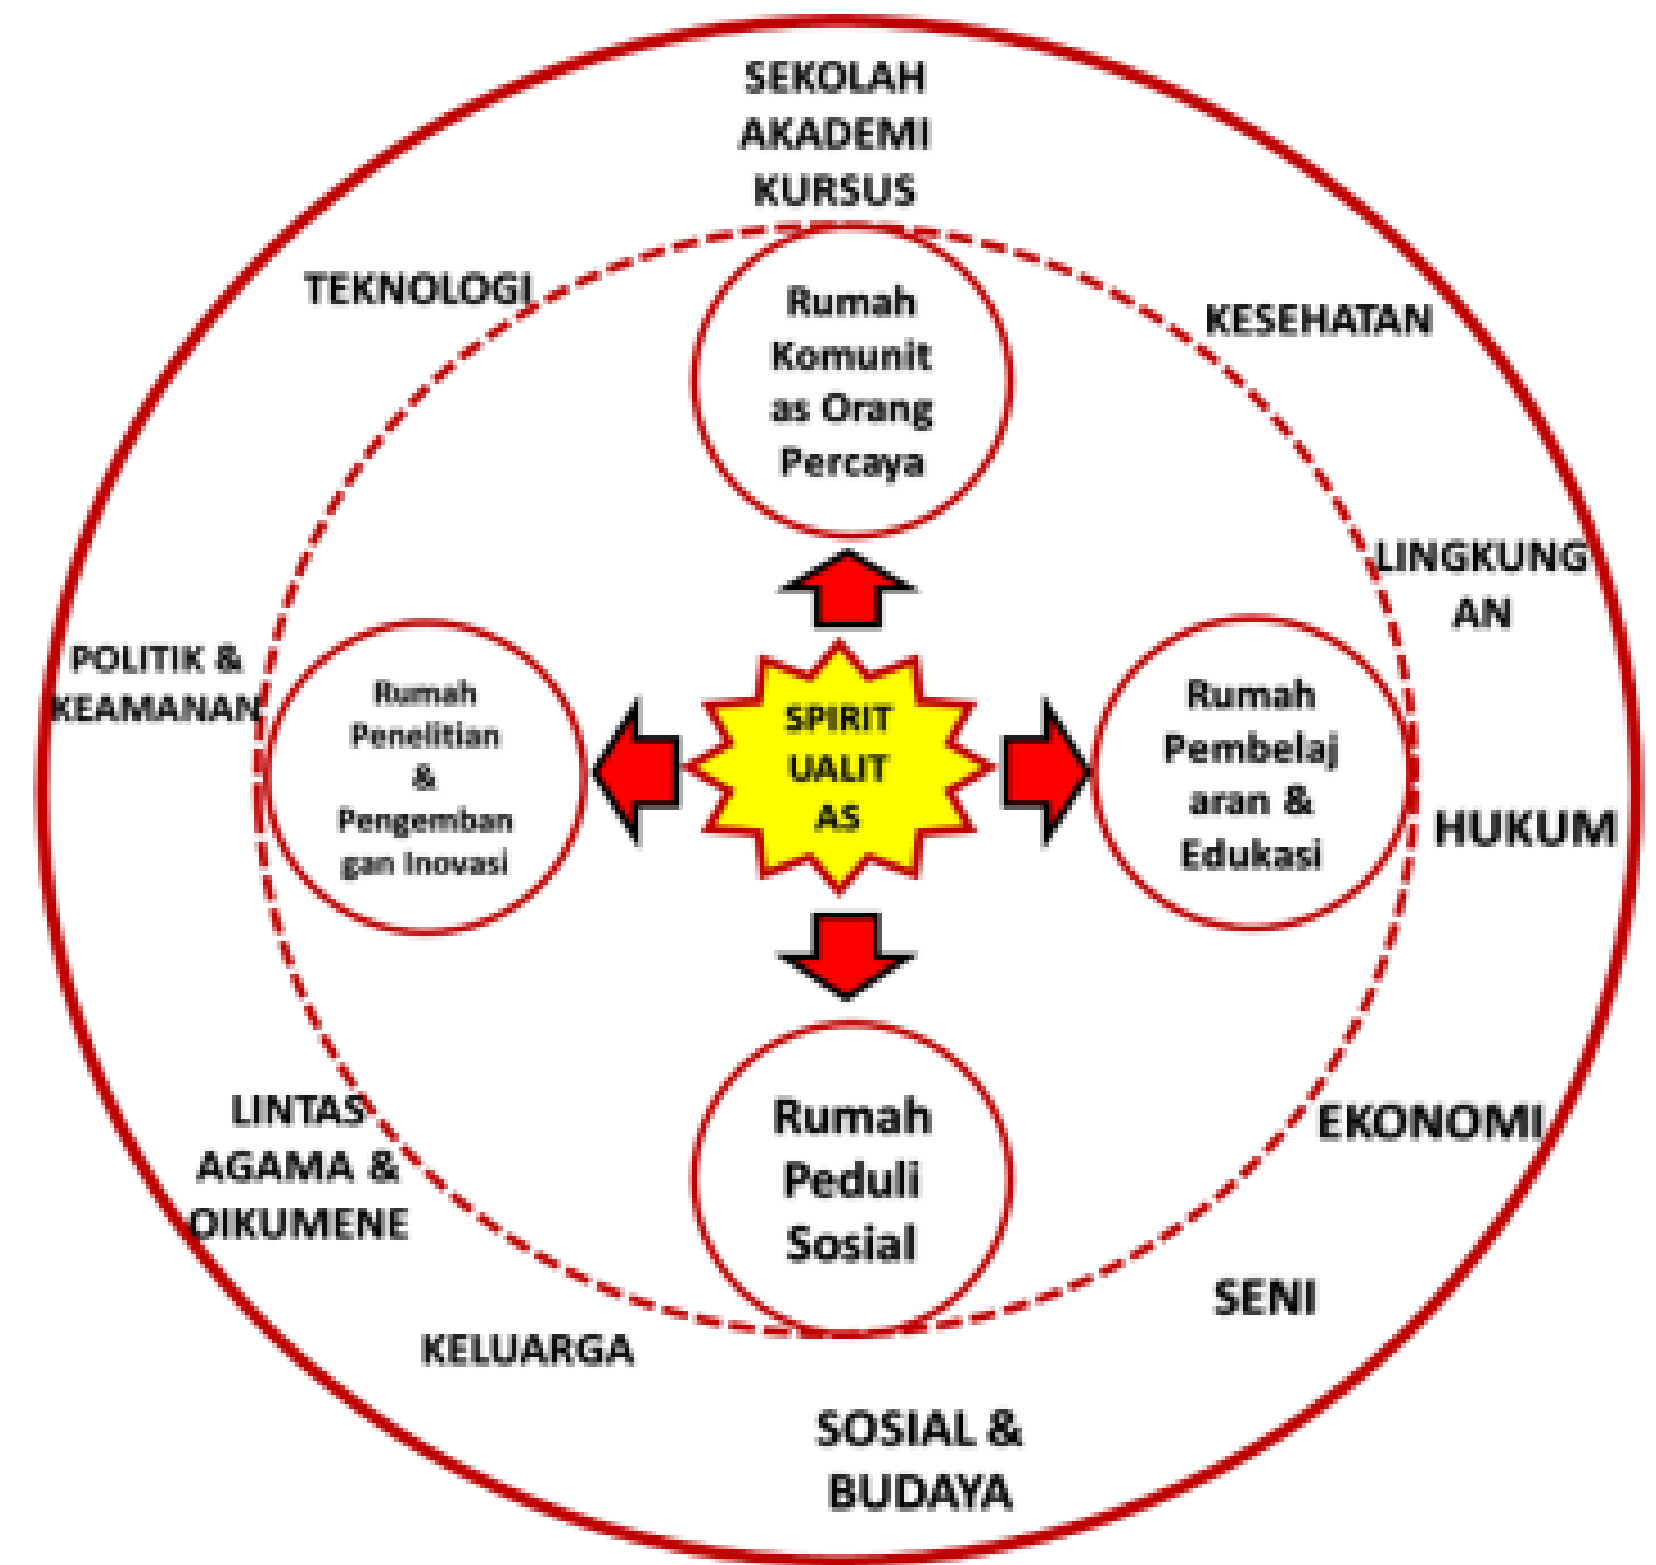 SEKOLAH
AKADEMI
KURSUS
TEKNOLOGI
KESEHATAN
Rumah
Komunit
as Orang
Percaya
LINGKUNG
AN
POLITIK &
KEAMANAN
Rumah
Penelitian
&
Pengemban
gan Inovasi
SPIRIT
UALIT
AS
Rumah
Pembelaj
aran &
Edukasi
HUKUM
Rumah
Peduli
Sosial
LINTAS
AGAMA &
OIKUMENE
EKONOMI
SENI
KELUARGA
SOSIAL &
BUDAYA